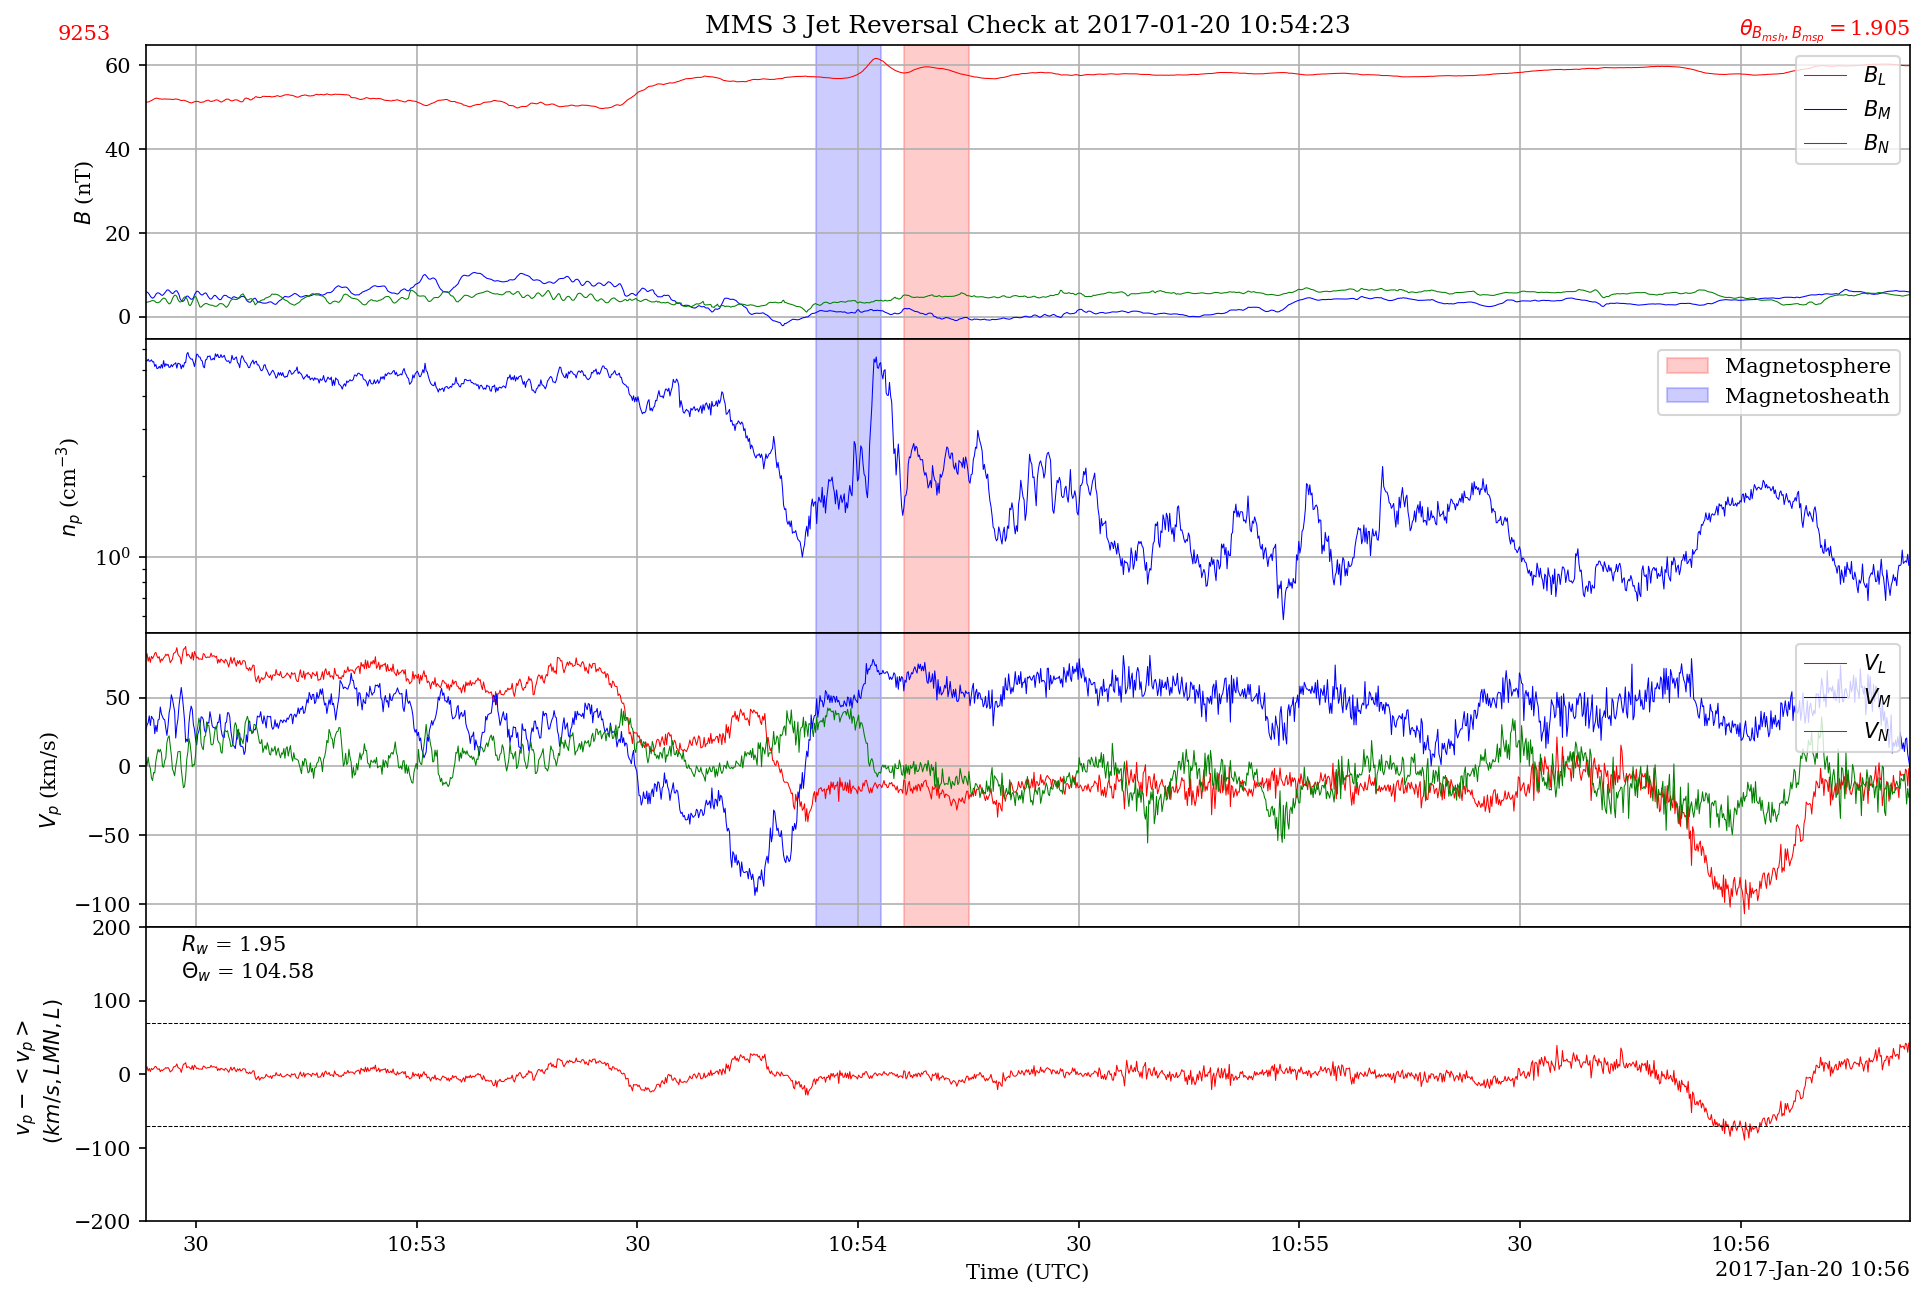 9253
MMS 3 Jet Reversal Check at 2017-01-20 10:54:23
θ_{B_{msh}, B_{msp}} = 1.905
60
40
20
0
B (nT)
B_L
B_M
B_N
10^0
n_p (cm^{−3})
Magnetosphere
Magnetosheath
50
0
−50
−100
V_p (km/s)
V_L
V_M
V_N
200
100
0
−100
−200
v_p − < v_p >
(km/s, LMN, L)
R_w = 1.95
Θ_w = 104.58
30
10:53
30
10:54
30
10:55
30
10:56
Time (UTC)
2017-Jan-20 10:56